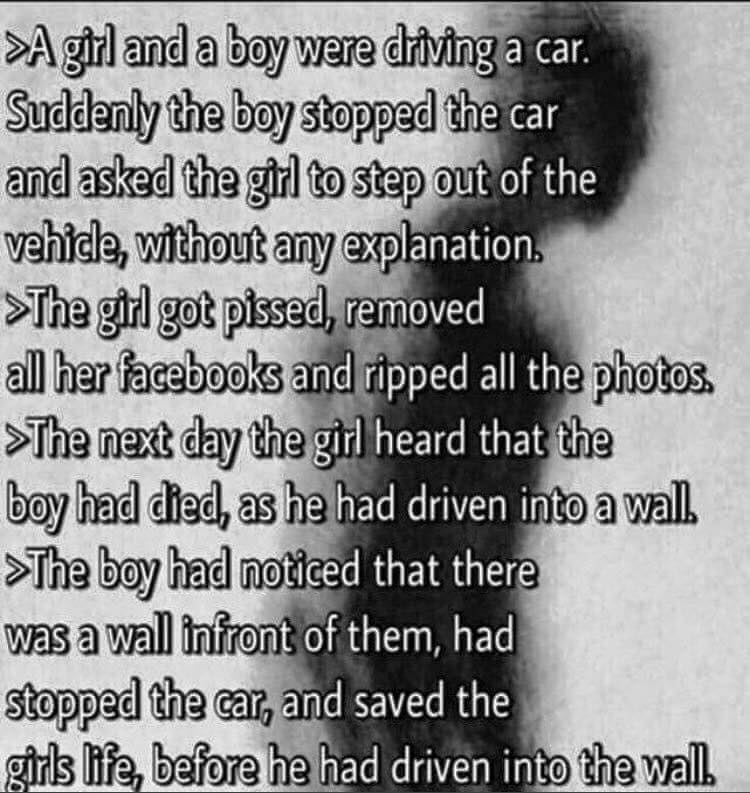 >A girl and a boy were driving a car.
Suddenly the boy stopped the car
and asked the girl to step out of the
vehicle, without any explanation.
>The girl got pissed, removed
all her facebooks and ripped all the photos.
>The next day the girl heard that the
boy had died, as he had driven into a wall.
>The boy had noticed that there
was a wall infront of them, had
stopped the car, and saved the
girls life, before he had driven into the wall.